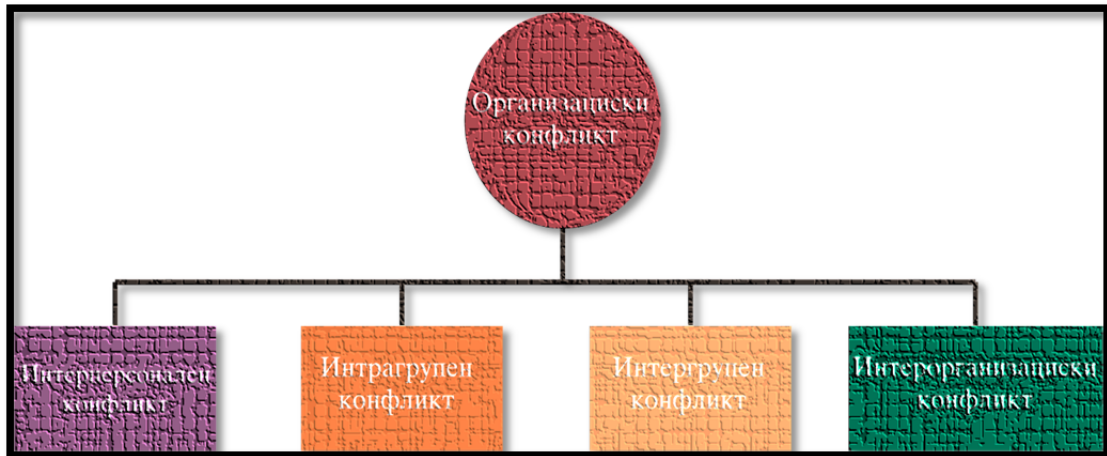 Организациски
конфликт
Интерперсонален
конфликт
Интрагрупен
конфликт
Интергрупен
конфликт
Интерорганизациски
конфликт